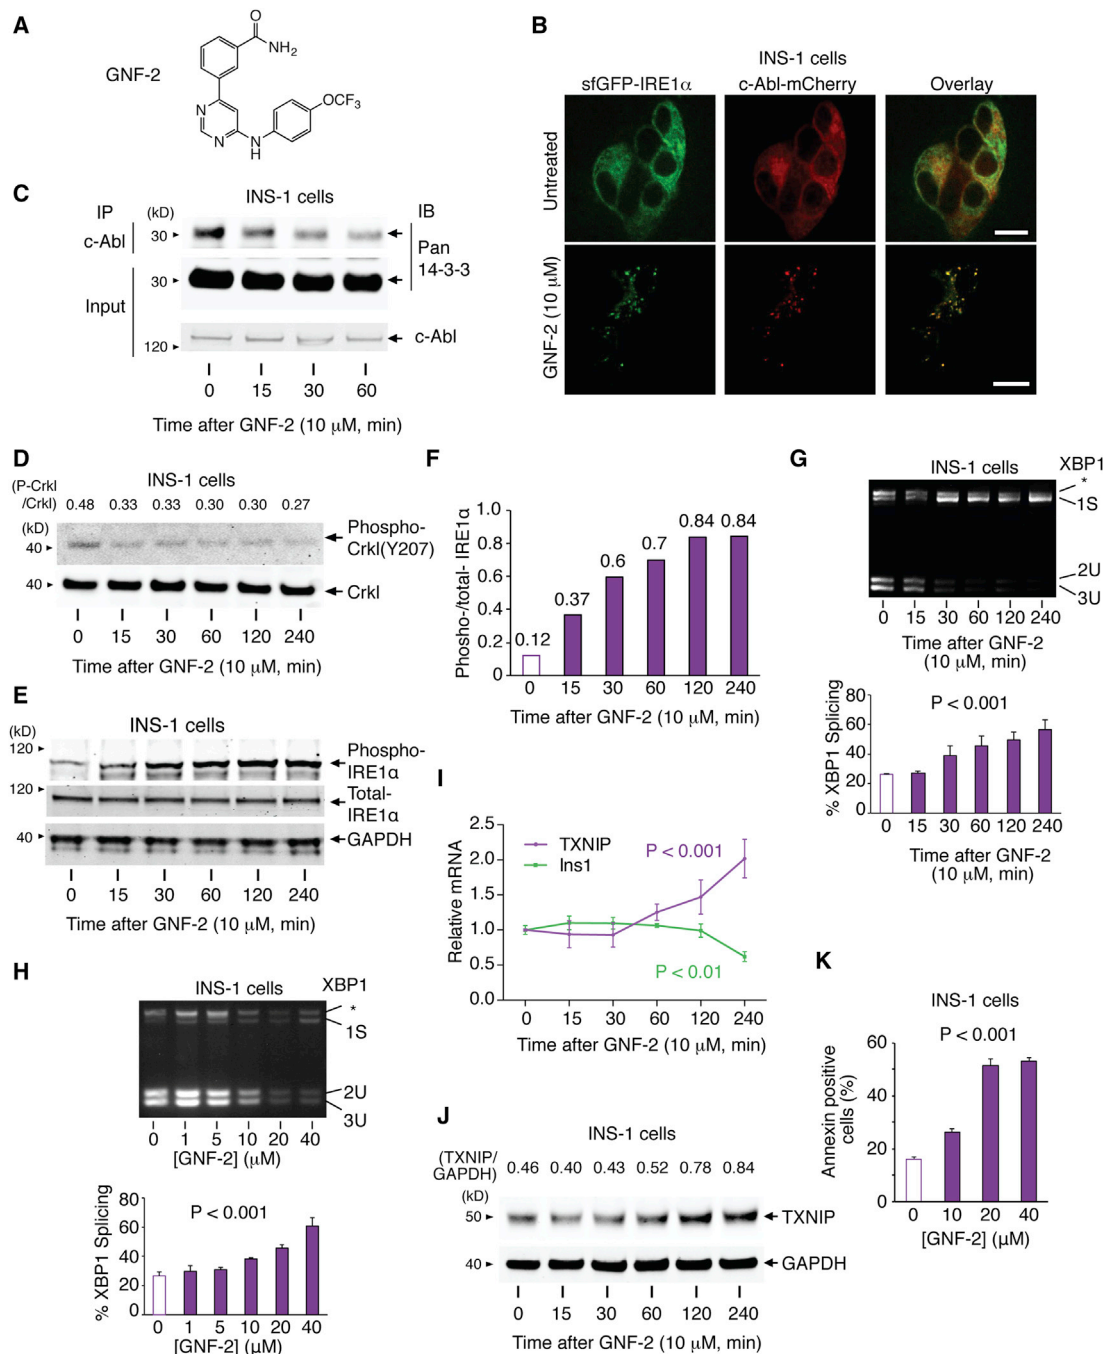 A
GNF-2
O
NH2
OCF3
N
N
N
H
B
INS-1 cells
sfGFP-IRE1α
c-Abl-mCherry
Overlay
Untreated
GNF-2 (10 μM)
C
INS-1 cells
IP
(kD)
IB
c-Abl
30
Pan
14-3-3
30
Input
120
c-Abl
0
15
30
60
Time after GNF-2 (10 μM, min)
D
INS-1 cells
(P-Crkl
/Crkl)
0.48
0.33
0.33
0.30
0.30
0.27
(kD)
40
Phospho-
Crkl(Y207)
40
Crkl
0
15
30
60
120
240
Time after GNF-2 (10 μM, min)
E
INS-1 cells
(kD)
120
Phospho-
IRE1α
120
Total-
IRE1α
40
GAPDH
0
15
30
60
120
240
Time after GNF-2 (10 μM, min)
F
Phosho-/total- IRE1α
1.0
0.8
0.6
0.4
0.2
0
0.12
0.37
0.6
0.7
0.84
0.84
0
15
30
60
120
240
Time after GNF-2 (10 μM, min)
G
INS-1 cells
XBP1
*
1S
2U
3U
0
15
30
60
120
240
Time after GNF-2
(10 μM, min)
% XBP1 Splicing
P < 0.001
80
60
40
20
0
0
15
30
60
120
240
Time after GNF-2
(10 μM, min)
H
INS-1 cells
XBP1
*
1S
2U
3U
0
1
5
10
20
40
[GNF-2] (μM)
% XBP1 Splicing
P < 0.001
80
60
40
20
0
0
1
5
10
20
40
[GNF-2] (μM)
I
Relative mRNA
2.5
2.0
1.5
1.0
0.5
0.0
TXNIP
Ins1
P < 0.001
P < 0.01
0
15
30
60
120
240
Time after GNF-2 (10 μM, min)
J
INS-1 cells
(TXNIP/
GAPDH)
0.46
0.40
0.43
0.52
0.78
0.84
(kD)
50
TXNIP
40
GAPDH
0
15
30
60
120
240
Time after GNF-2 (10 μM, min)
K
INS-1 cells
P < 0.001
Annexin positive
cells (%)
60
40
20
0
0
10
20
40
[GNF-2] (μM)